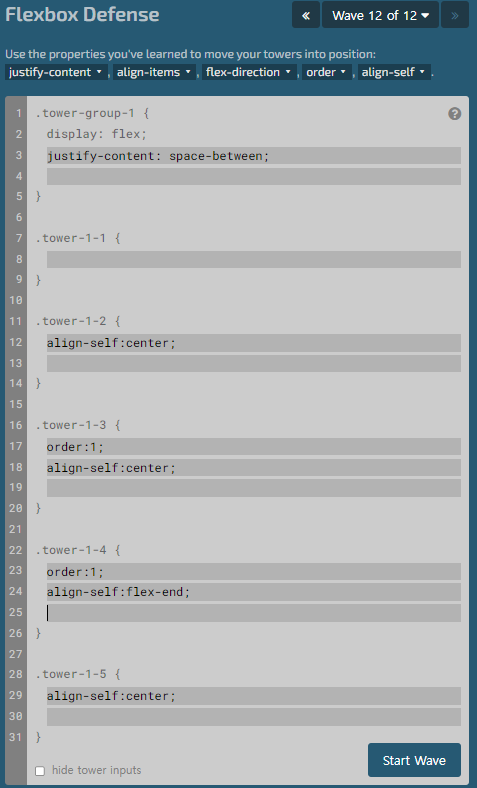 Flexbox Defense
« Wave 12 of 12 ▾ »
Use the properties you've learned to move your towers into position:
justify-content ▾ , align-items ▾ , flex-direction ▾ , order ▾ , align-self ▾ .
1 .tower-group-1 {
2 display: flex;
3 justify-content: space-between;
4
5 }
6
7 .tower-1-1 {
8
9 }
10
11 .tower-1-2 {
12 align-self:center;
13
14 }
15
16 .tower-1-3 {
17 order:1;
18 align-self:center;
19
20 }
21
22 .tower-1-4 {
23 order:1;
24 align-self:flex-end;
25
26 }
27
28 .tower-1-5 {
29 align-self:center;
30
31 }
?
hide tower inputs
Start Wave